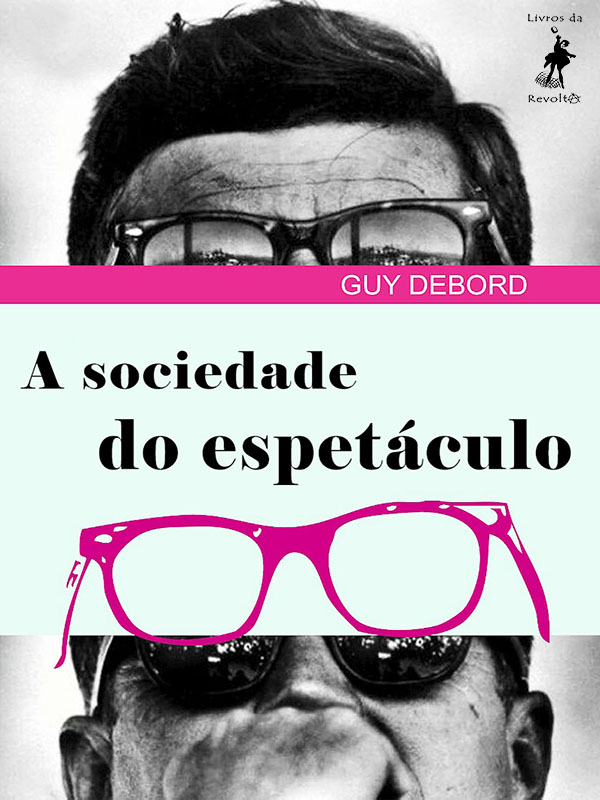 Livros da
Revolta
GUY DEBORD
A sociedade
do espetáculo